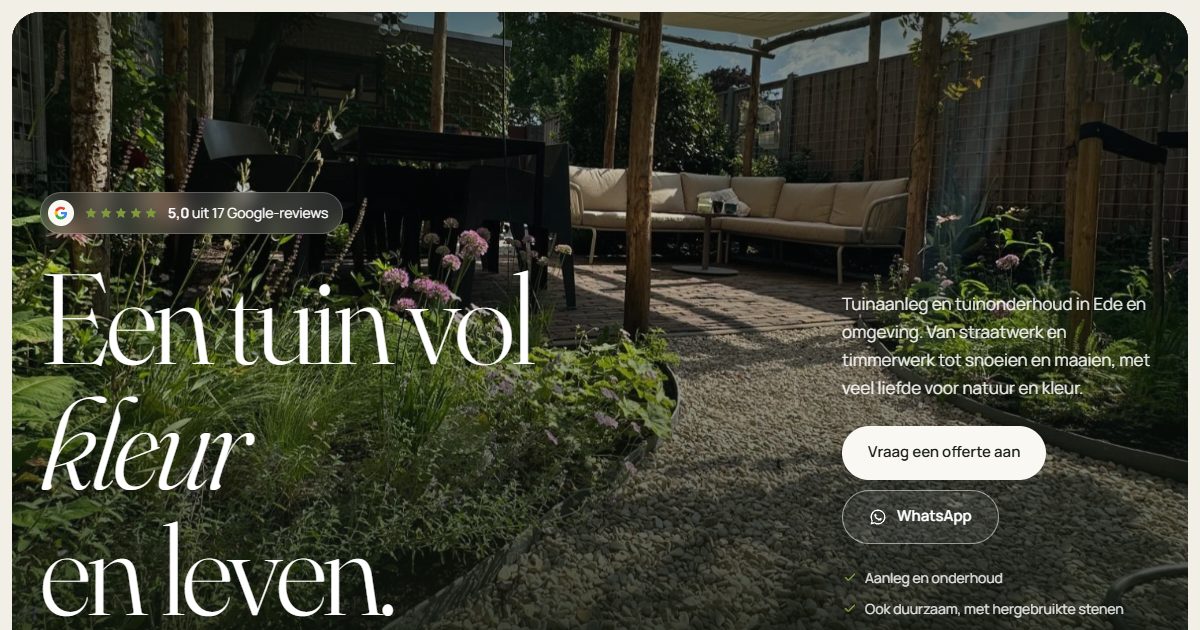 5,0 uit 17 Google-reviews
Een tuin vol
kleur
en leven.
Tuinaanleg en tuinonderhoud in Ede en
omgeving. Van straatwerk en
timmerwerk tot snoeien en maaien, met
veel liefde voor natuur en kleur.
Vraag een offerte aan
WhatsApp
Aanleg en onderhoud
Ook duurzaam, met hergebruikte stenen